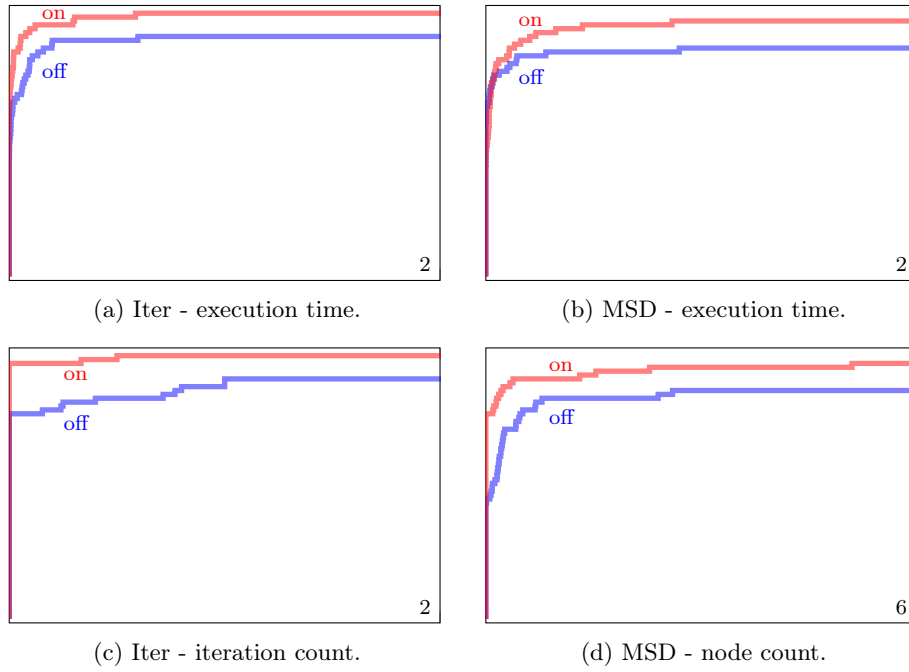 on
off
2
(a) Iter - execution time.
on
off
2
(b) MSD - execution time.
on
off
2
(c) Iter - iteration count.
on
off
6
(d) MSD - node count.